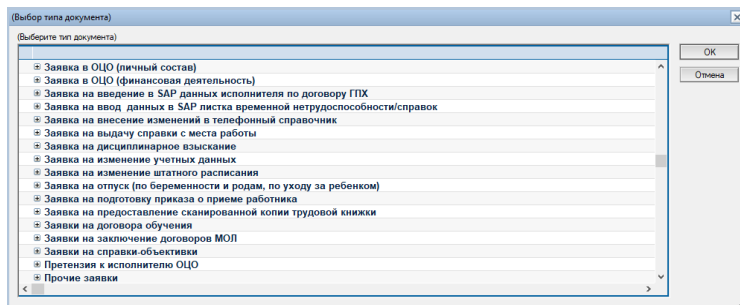 (Выбор типа документа)
(Выберите тип документа)
OK
Отмена
Заявка в ОЦО (личный состав)
Заявка в ОЦО (финансовая деятельность)
Заявка на введение в SAP данных исполнителя по договору ГПХ
Заявка на ввод данных в SAP листка временной нетрудоспособности/справок
Заявка на внесение изменений в телефонный справочник
Заявка на выдачу справки с места работы
Заявка на дисциплинарное взыскание
Заявка на изменение учетных данных
Заявка на изменение штатного расписания
Заявка на отпуск (по беременности и родам, по уходу за ребенком)
Заявка на подготовку приказа о приеме работника
Заявка на предоставление сканированной копии трудовой книжки
Заявки на договора обучения
Заявки на заключение договоров МОЛ
Заявки на справки-объективки
Претензия к исполнителю ОЦО
Прочие заявки